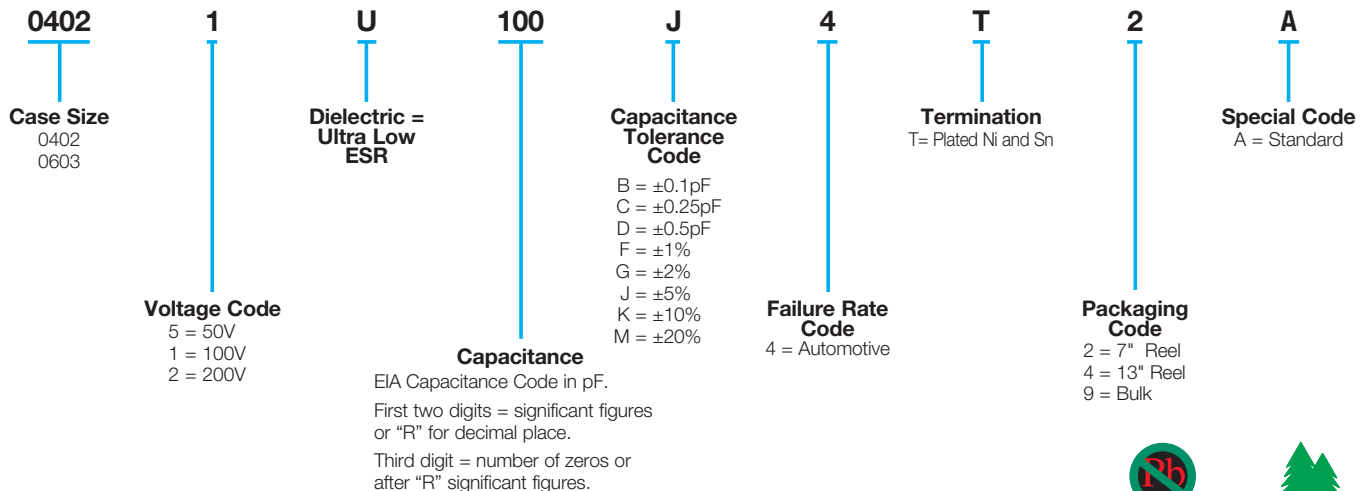 0402 1 U 100 J 4 T 2 A
Case Size
0402
0603
Voltage Code
5 = 50V
1 = 100V
2 = 200V
Dielectric =
Ultra Low
ESR
Capacitance
EIA Capacitance Code in pF.
First two digits = significant figures
or “R” for decimal place.
Third digit = number of zeros or
after “R” significant figures.
Capacitance
Tolerance
Code
B = ±0.1pF
C = ±0.25pF
D = ±0.5pF
F = ±1%
G = ±2%
J = ±5%
K = ±10%
M = ±20%
Failure Rate
Code
4 = Automotive
Termination
T= Plated Ni and Sn
Packaging
Code
2 = 7" Reel
4 = 13" Reel
9 = Bulk
Special Code
A = Standard
Pb